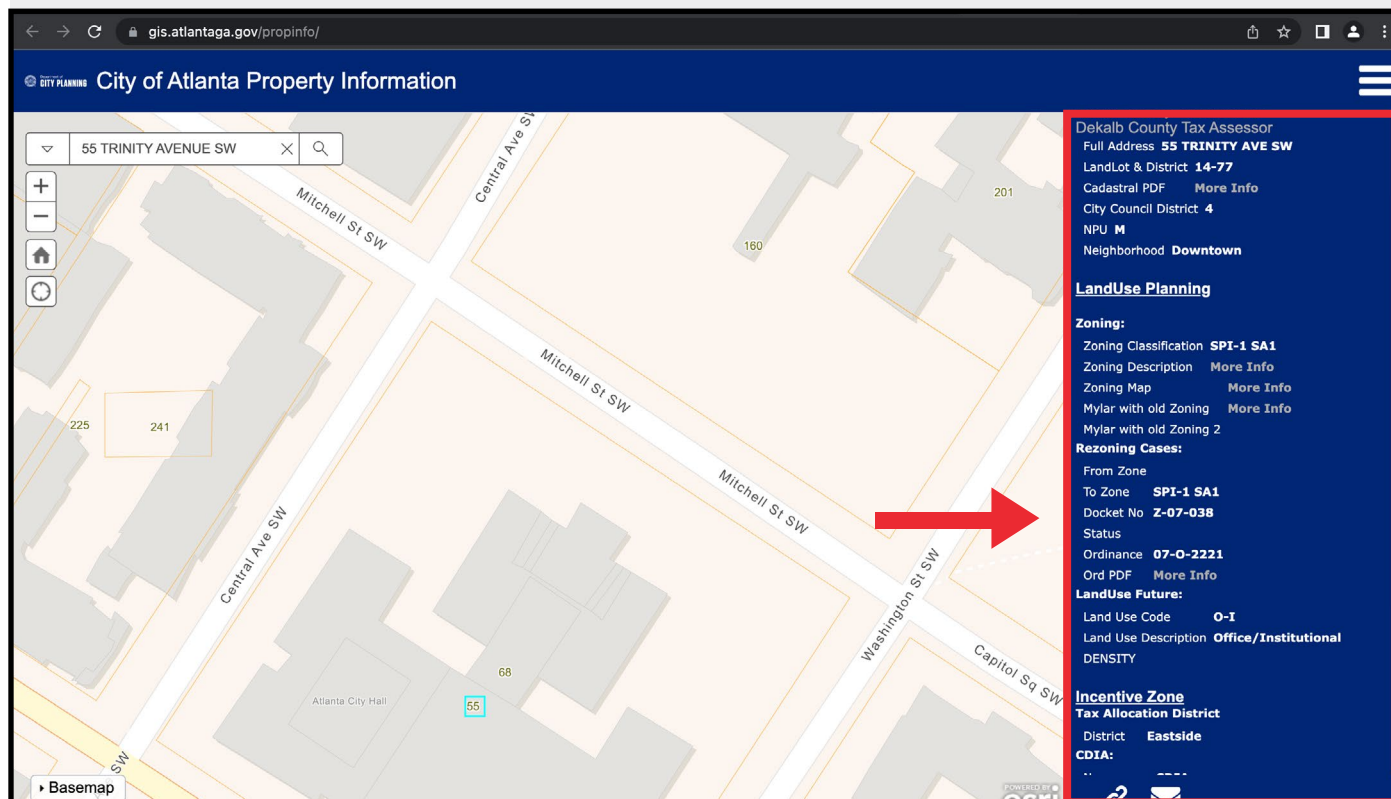 gis.atlantaga.gov/propinfo/
CITY PLANNING City of Atlanta Property Information
55 TRINITY AVENUE SW
Central Ave SW
Mitchell St SW
201
160
Mitchell St SW
225
241
Mitchell St SW
Central Ave SW
Washington St SW
Capitol Sq SW
68
Atlanta City Hall
55
SW
Basemap
POWERED BY
esri
Dekalb County Tax Assessor
Full Address 55 TRINITY AVE SW
LandLot & District 14-77
Cadastral PDF More Info
City Council District 4
NPU M
Neighborhood Downtown
LandUse Planning
Zoning:
Zoning Classification SPI-1 SA1
Zoning Description More Info
Zoning Map More Info
Mylar with old Zoning More Info
Mylar with old Zoning 2
Rezoning Cases:
From Zone
To Zone SPI-1 SA1
Docket No Z-07-038
Status
Ordinance 07-O-2221
Ord PDF More Info
LandUse Future:
Land Use Code O-I
Land Use Description Office/Institutional
DENSITY
Incentive Zone
Tax Allocation District
District Eastside
CDIA: